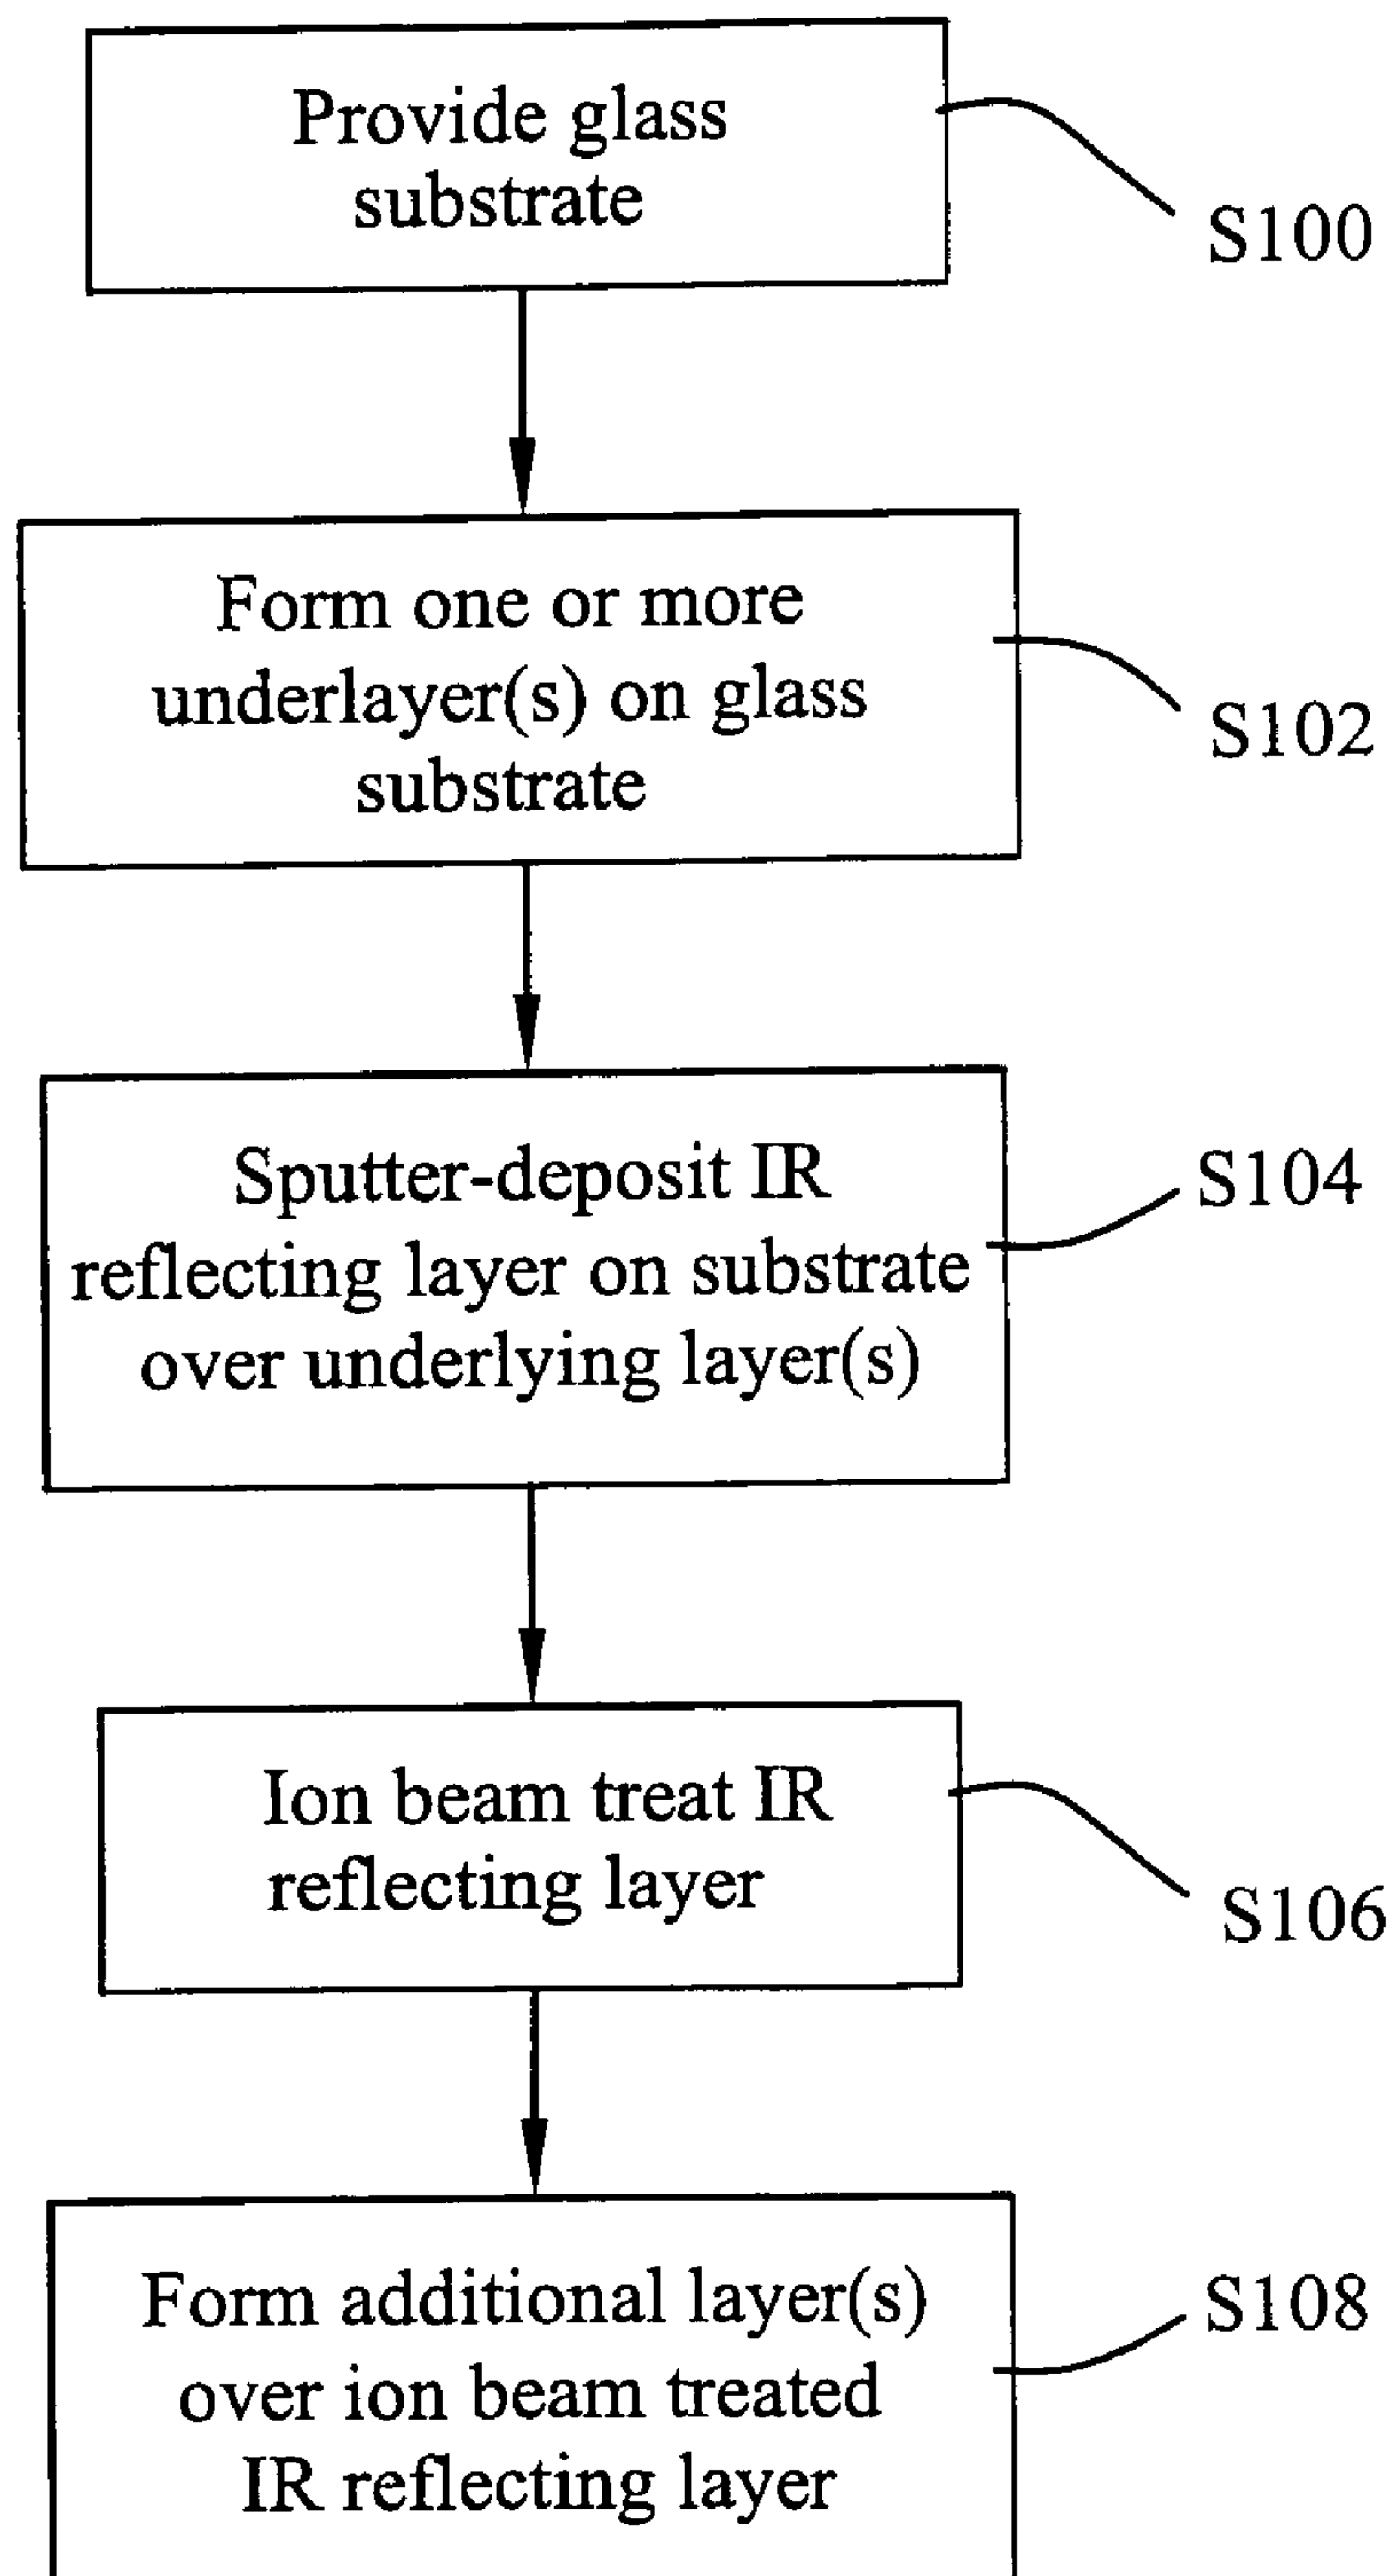 Provide glass
substrate
S100
Form one or more
underlayer(s) on glass
substrate
S102
Sputter-deposit IR
reflecting layer on substrate
over underlying layer(s)
S104
Ion beam treat IR
reflecting layer
S106
Form additional layer(s)
over ion beam treated
IR reflecting layer
S108